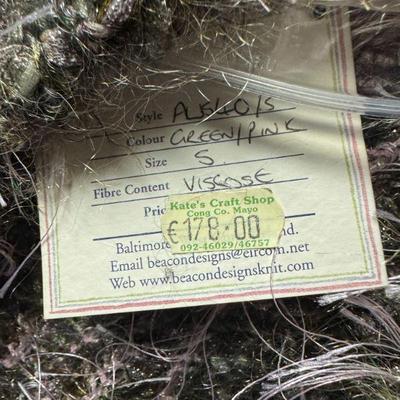 Style ALK40/S
Colour GREEN/PINK
Size S.
Fibre Content VISCOSE
Pric
Kate's Craft Shop
Cong Co. Mayo
€178.00
092-46029/46757
Baltimore nd.
Email beacondesigns@eircom.net
Web www.beacondesignsknit.com